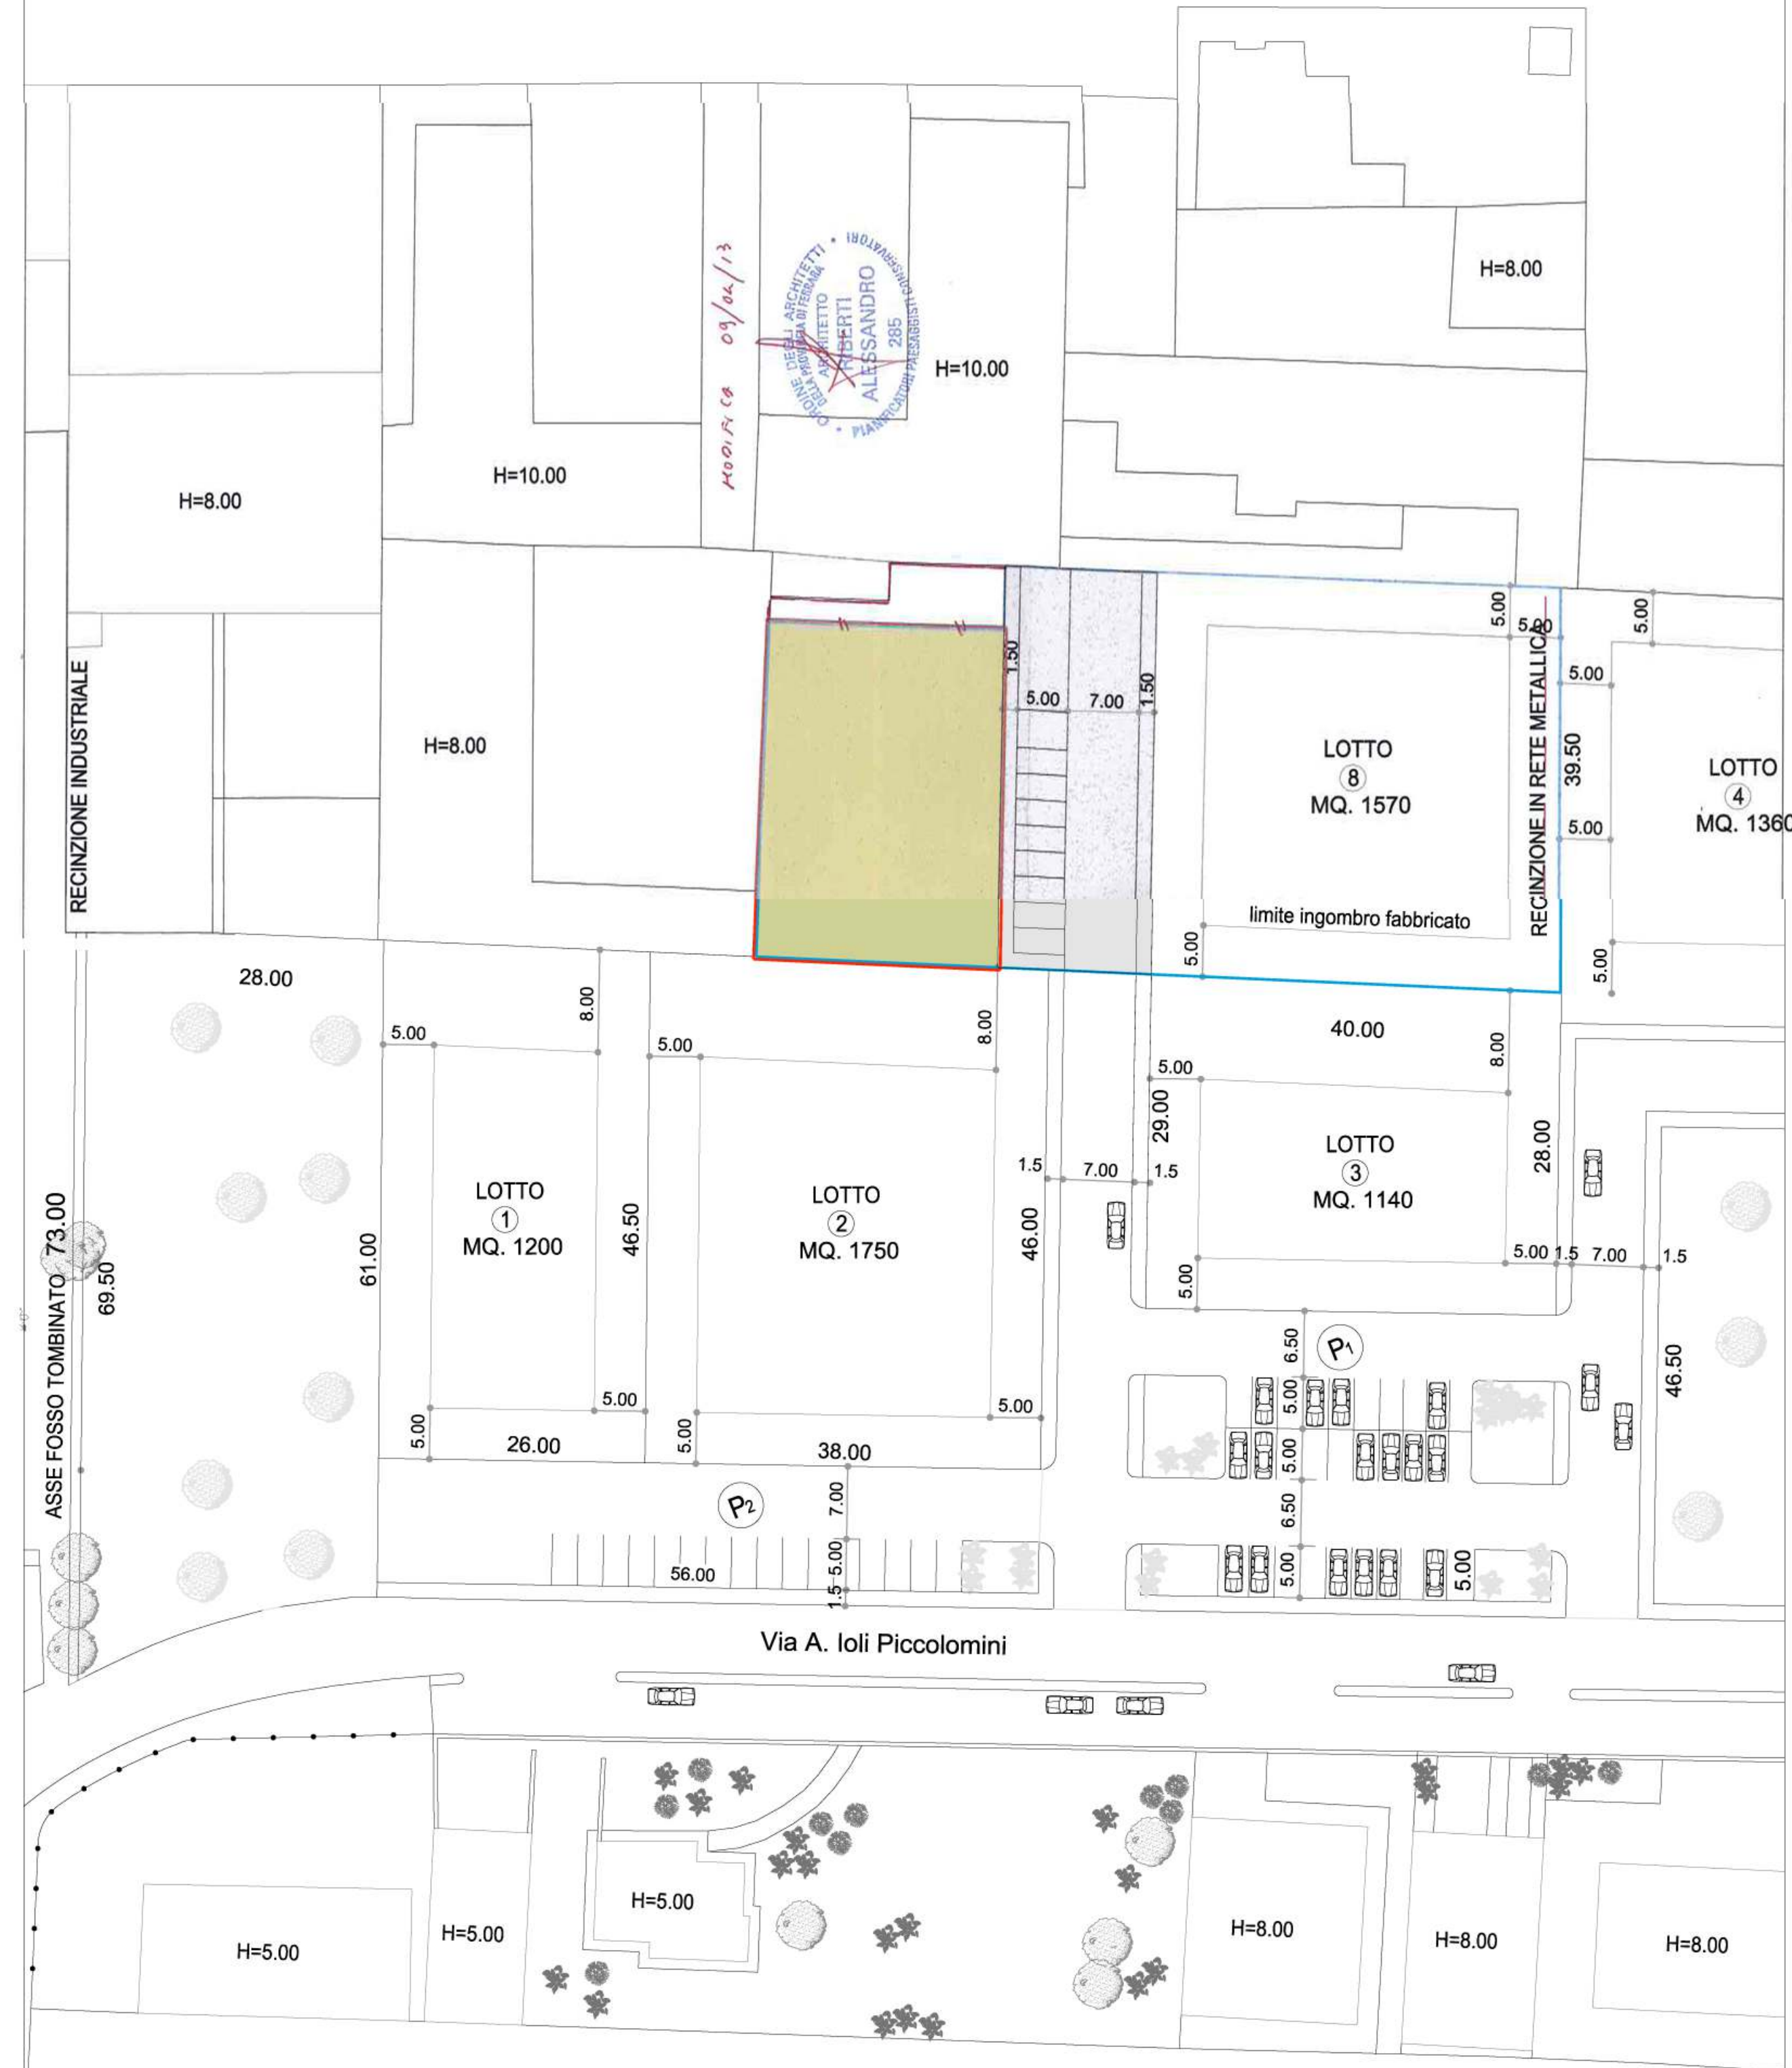 H=8.00
MODIFICA 09/04/13
ORDINE DEGLI ARCHITETTI
DELLA PROVINCIA DI FERRARA
ARCHITETTO
RIBERTI
ALESSANDRO
285
PIANIFICATORI PAESAGGISTI CONSERVATORI
H=10.00
H=10.00
H=8.00
RECINZIONE INDUSTRIALE
H=8.00
1.50
5.00
7.00
1.50
5.00
5.00
5.00
5.00
39.50
5.00
5.00
RECINZIONE IN RETE METALLICA
LOTTO
8
MQ. 1570
LOTTO
4
MQ. 1360
limite ingombro fabbricato
5.00
28.00
8.00
5.00
5.00
8.00
40.00
8.00
5.00
29.00
28.00
ASSE FOSSO TOMBINATO 73.00
69.50
61.00
LOTTO
1
MQ. 1200
46.50
LOTTO
2
MQ. 1750
46.00
1.5
7.00
1.5
LOTTO
3
MQ. 1140
5.00
5.00
1.5
7.00
1.5
46.50
5.00
5.00
26.00
5.00
5.00
38.00
P1
6.50
5.00
5.00
6.50
5.00
5.00
P2
7.00
5.00
1.5
56.00
Via A. Ioli Piccolomini
H=5.00
H=5.00
H=5.00
H=8.00
H=8.00
H=8.00